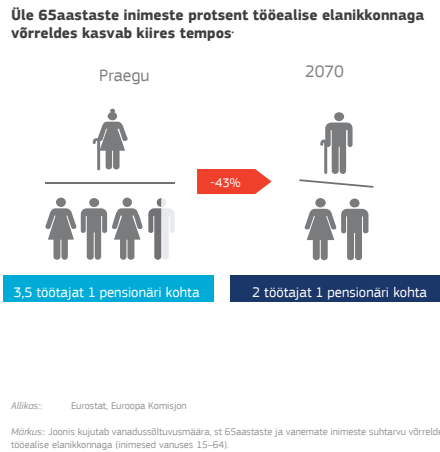 Üle 65aastaste inimeste protsent tööealise elanikkonnaga
võrreldes kasvab kiires tempos.
Praegu
2070
-43%
3,5 töötajat 1 pensionäri kohta
2 töötajat 1 pensionäri kohta
Allikas: Eurostat, Euroopa Komisjon
Märkus: Joonis kujutab vanadussõltuvusmäära, st 65aastaste ja vanemate inimeste suhtarvu võrreldes
tööealise elanikkonnaga (inimesed vanuses 15–64).